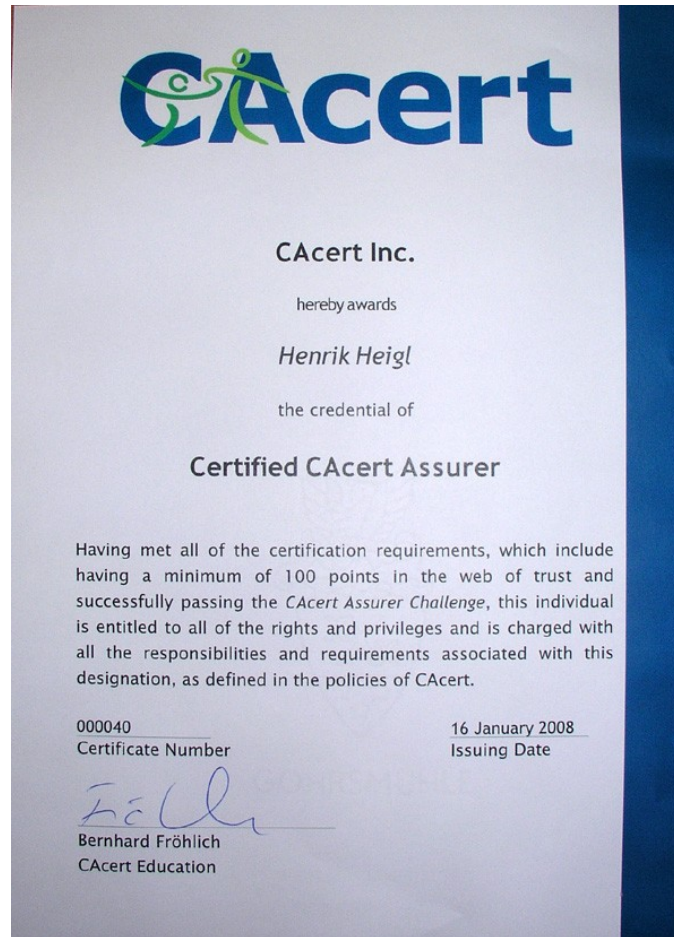 CAcert
CAcert Inc.
hereby awards
Henrik Heigl
the credential of
Certified CAcert Assurer
Having met all of the certification requirements, which include
having a minimum of 100 points in the web of trust and
successfully passing the CAcert Assurer Challenge, this individual
is entitled to all of the rights and privileges and is charged with
all the responsibilities and requirements associated with this
designation, as defined in the policies of CAcert.
000040 16 January 2008
Certificate Number Issuing Date
GOHRSMÜHLE
Bernhard Fröhlich
CAcert Education